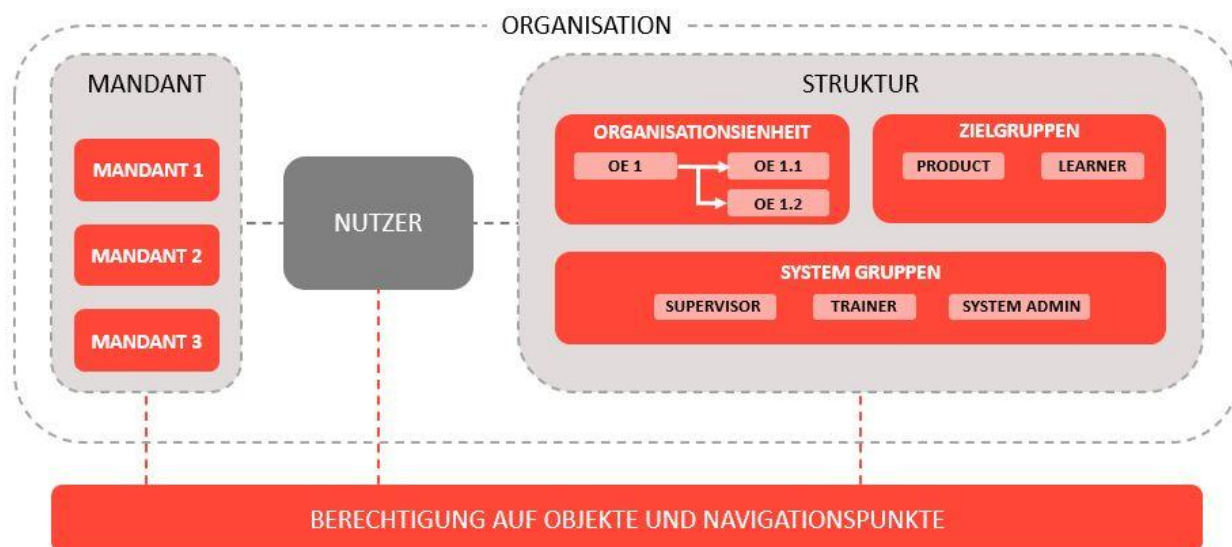 ORGANISATION
MANDANT
MANDANT 1
MANDANT 2
MANDANT 3
NUTZER
STRUKTUR
ORGANISATIONSIENHEIT
OE 1
OE 1.1
OE 1.2
ZIELGRUPPEN
PRODUCT
LEARNER
SYSTEM GRUPPEN
SUPERVISOR
TRAINER
SYSTEM ADMIN
BERECHTIGUNG AUF OBJEKTE UND NAVIGATIONSPUNKTE